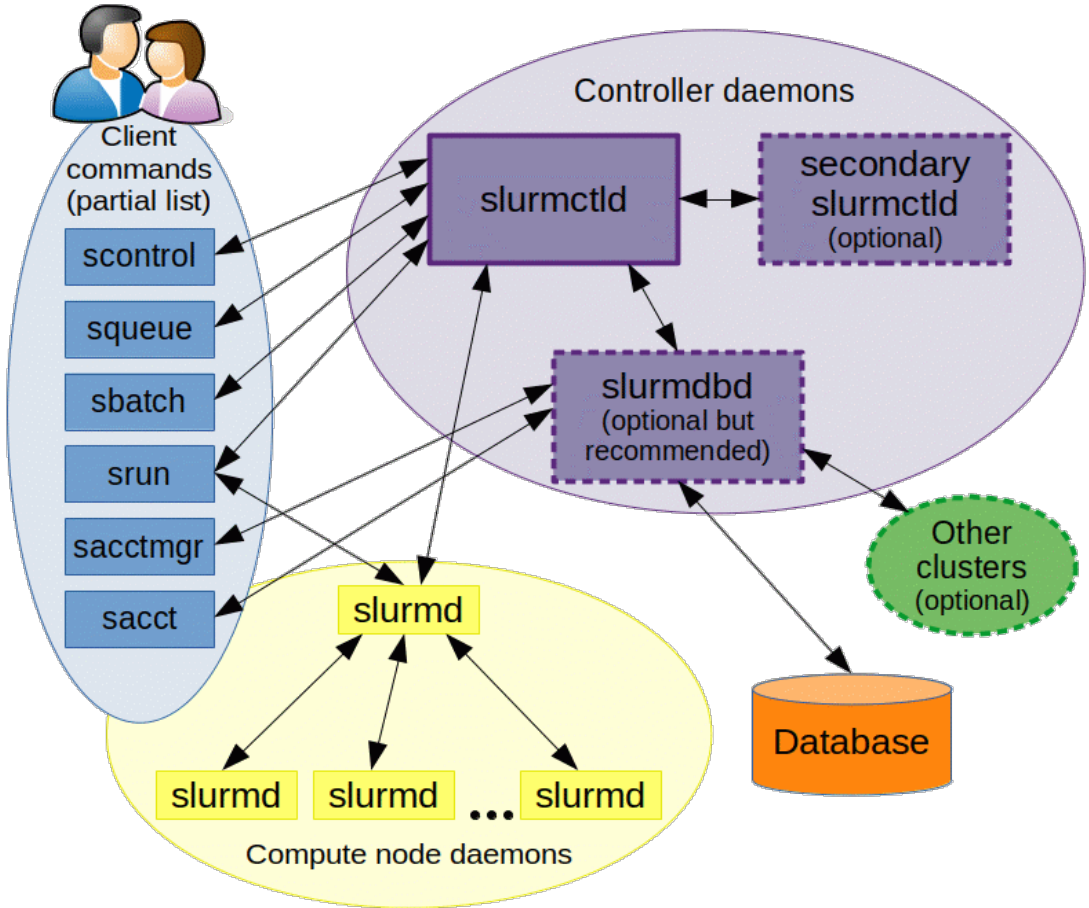 Client
commands
(partial list)
scontrol
squeue
sbatch
srun
sacctmgr
sacct
Controller daemons
slurmctld
secondary
slurmctld
(optional)
slurmdbd
(optional but
recommended)
Other
clusters
(optional)
Database
slurmd
slurmd
slurmd
...
slurmd
Compute node daemons